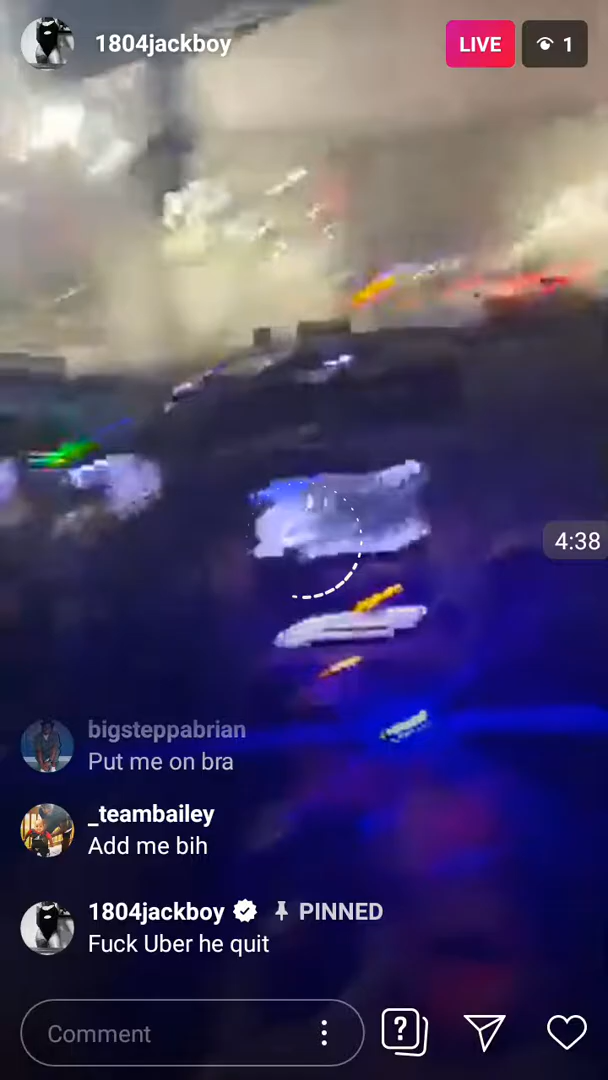 1804jackboy
LIVE
1
4:38
bigsteppabrian
Put me on bra
_teambailey
Add me bih
1804jackboy PINNED
Fuck Uber he quit
Comment
?